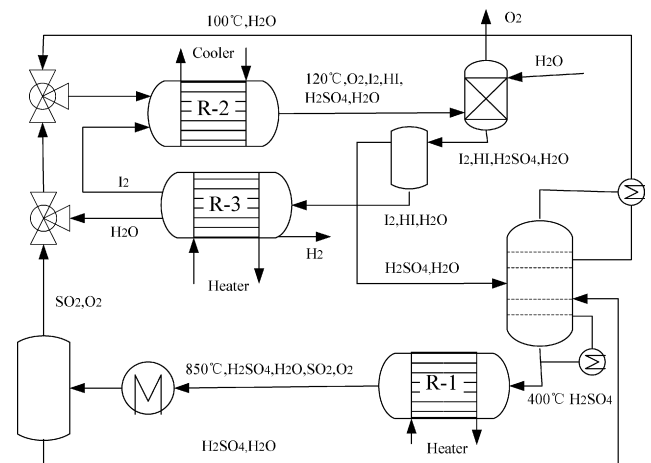 100℃,H2O
O2
Cooler
H2O
120℃,O2,I2,HI,
H2SO4,H2O
R-2
I2,HI,H2SO4,H2O
I2
R-3
I2,HI,H2O
H2O
H2
H2SO4,H2O
Heater
SO2,O2
850℃,H2SO4,H2O,SO2,O2
R-1
400℃ H2SO4
H2SO4,H2O
Heater